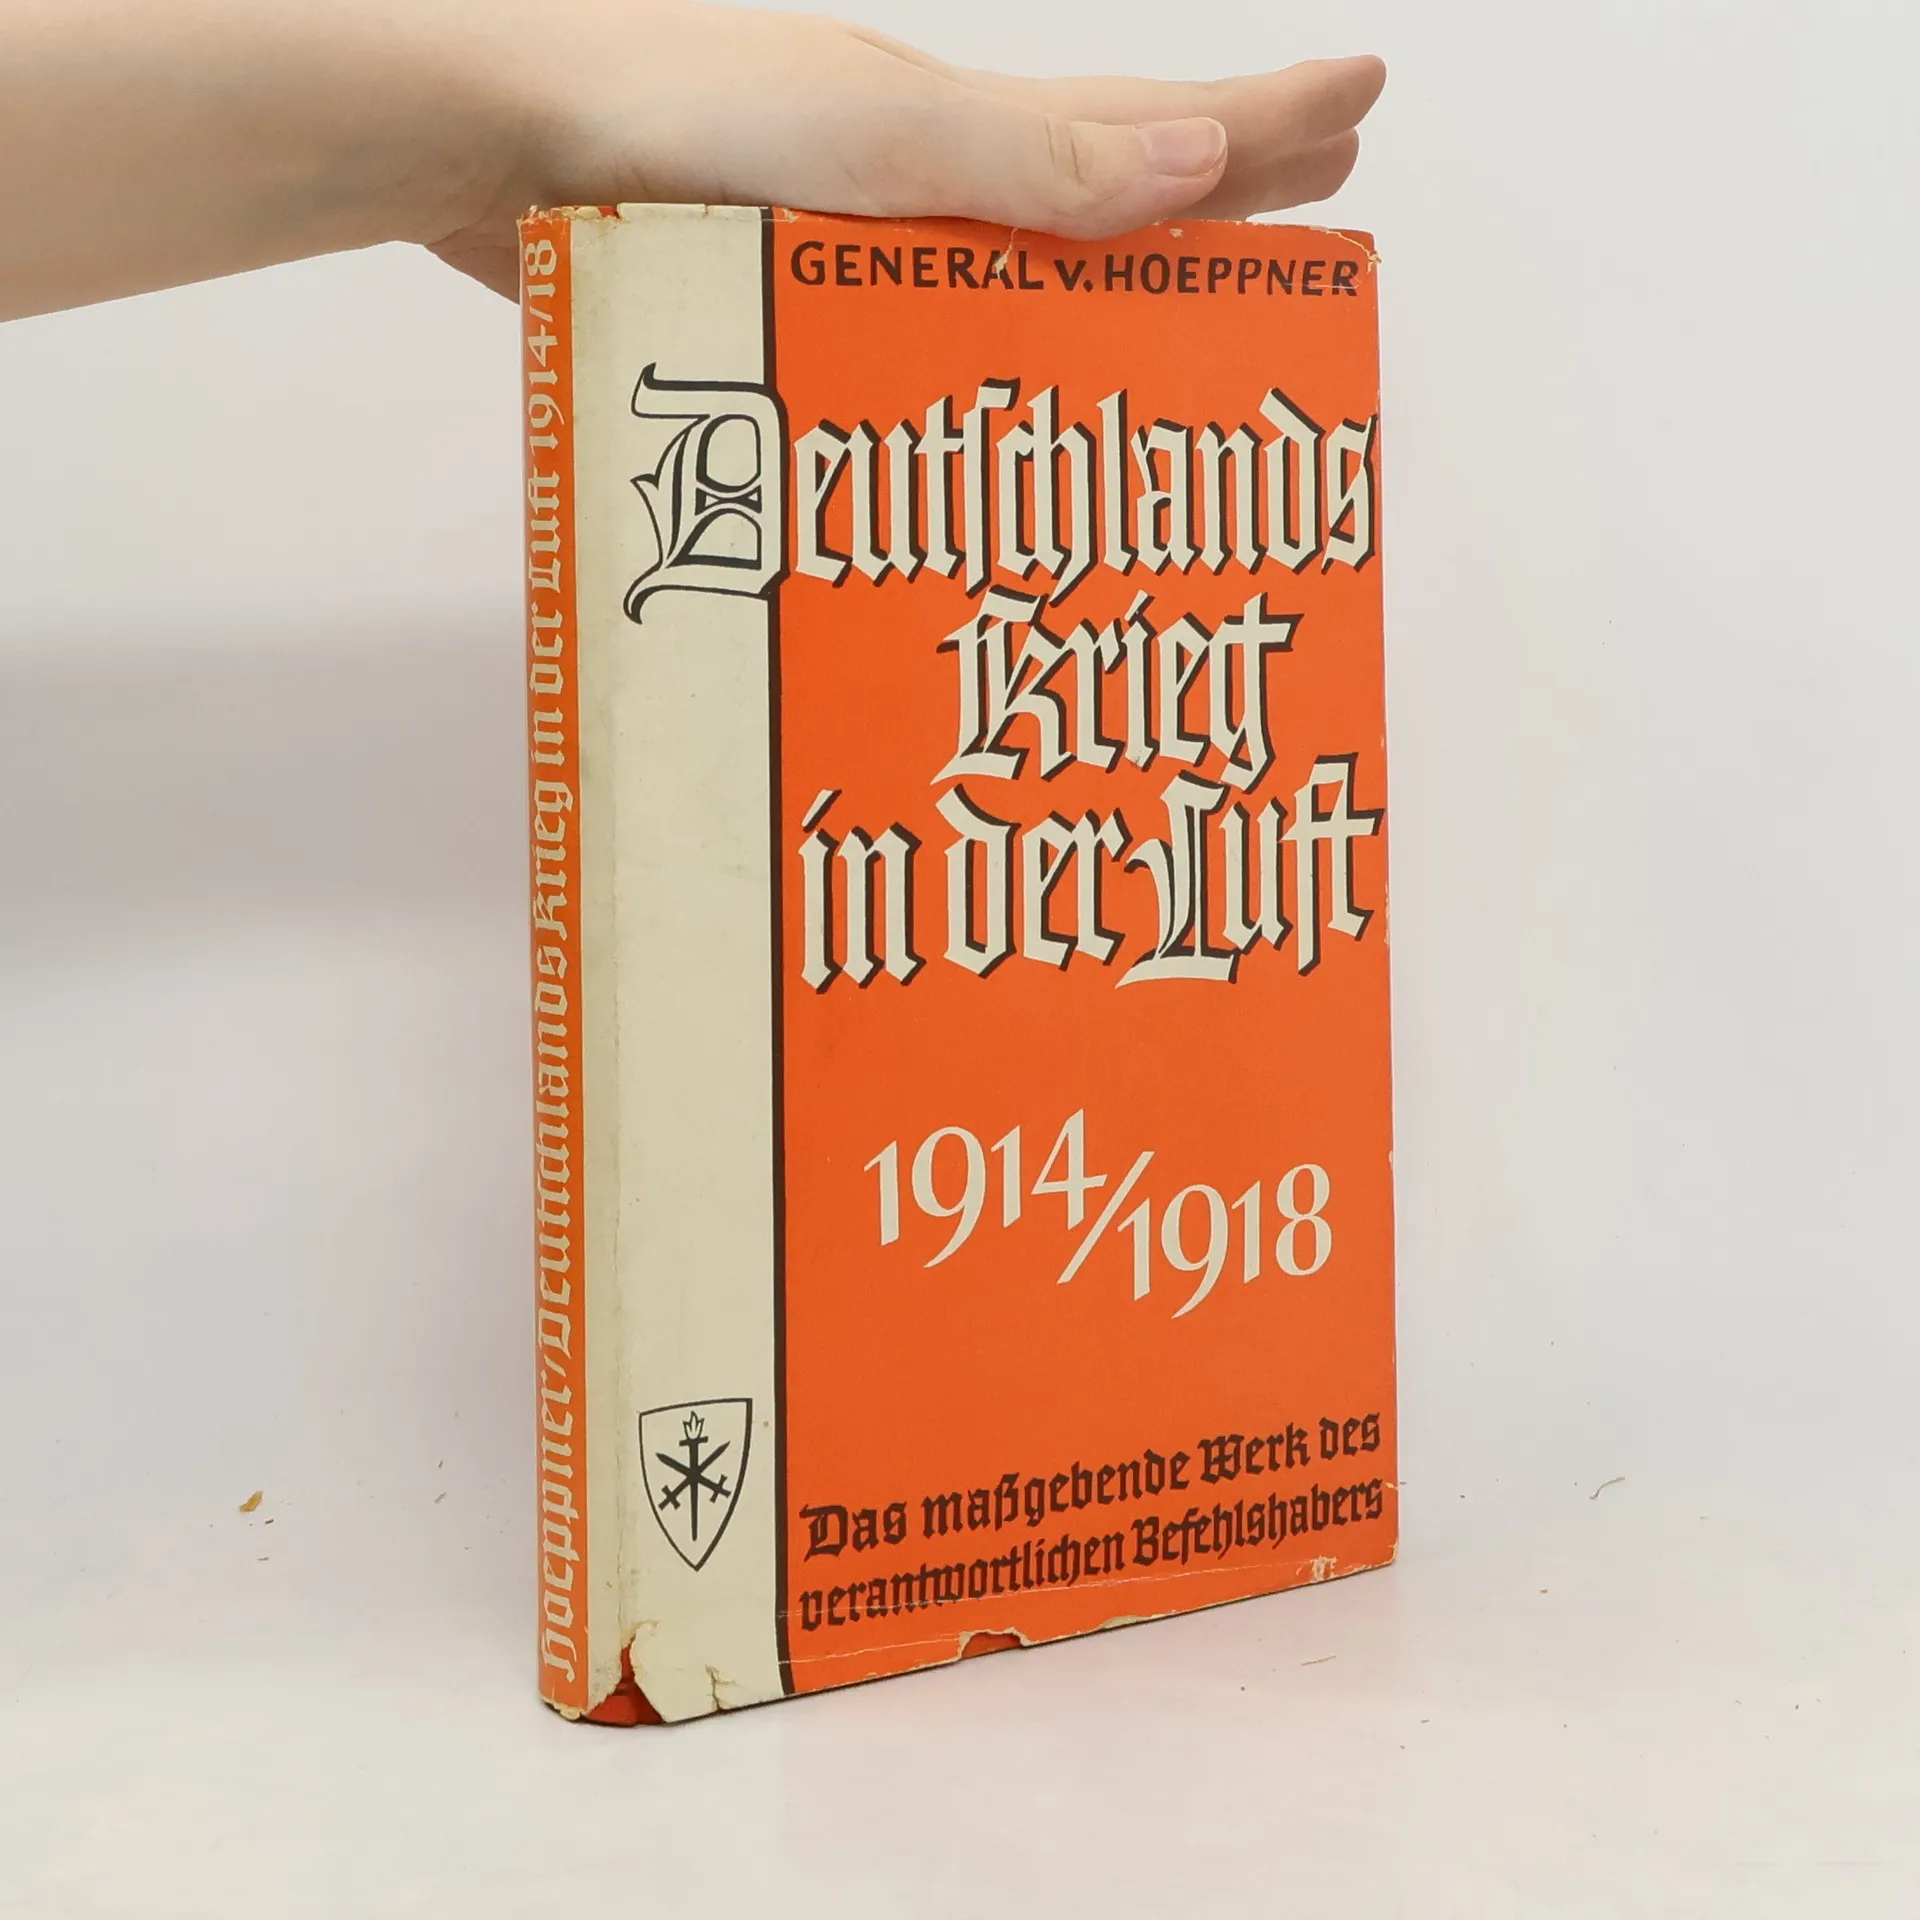 GENERAL v. HOEPPNER
Deutſchlands
Krieg
in der Luft
1914/1918
Das maßgebende Werk des
verantwortlichen Befehlshabers
Hoeppner/Deutſchlands Krieg in der Luft 1914/18